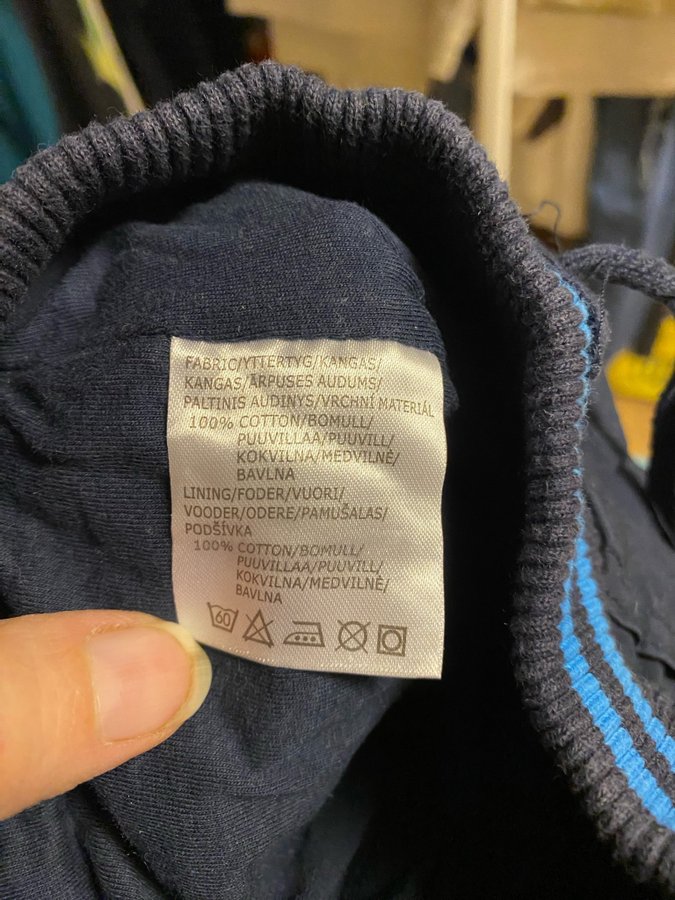 FABRIC/YTTERTYG/KANGAS/
KANGAS/ĀRPUSES AUDUMS/
PALTINIS AUDINYS/VRCHNÍ MATERIÁL
100% COTTON/BOMULL/
PUUVILLAA/PUUVILL/
KOKVILNA/MEDVILNĖ/
BAVLNA
LINING/FODER/VUORI/
VOODER/ODERE/PAMUŠALAS/
PODŠÍVKA
100% COTTON/BOMULL/
PUUVILLAA/PUUVILL/
KOKVILNA/MEDVILNĖ/
BAVLNA
60